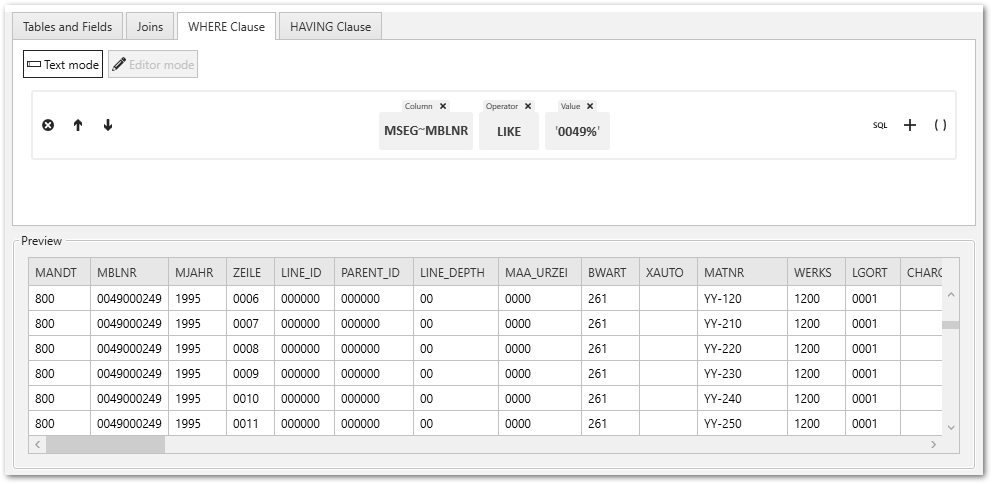 Tables and Fields Joins WHERE Clause HAVING Clause
Text mode Editor mode
Column Operator Value
MSEG~MBLNR LIKE '0049%' SQL ( )
Preview
MANDT MBLNR MJAHR ZEILE LINE_ID PARENT_ID LINE_DEPTH MAA_URZEI BWART XAUTO MATNR WERKS LGORT CHARG
800 0049000249 1995 0006 000000 000000 00 0000 261 YY-120 1200 0001
800 0049000249 1995 0007 000000 000000 00 0000 261 YY-210 1200 0001
800 0049000249 1995 0008 000000 000000 00 0000 261 YY-220 1200 0001
800 0049000249 1995 0009 000000 000000 00 0000 261 YY-230 1200 0001
800 0049000249 1995 0010 000000 000000 00 0000 261 YY-240 1200 0001
800 0049000249 1995 0011 000000 000000 00 0000 261 YY-250 1200 0001